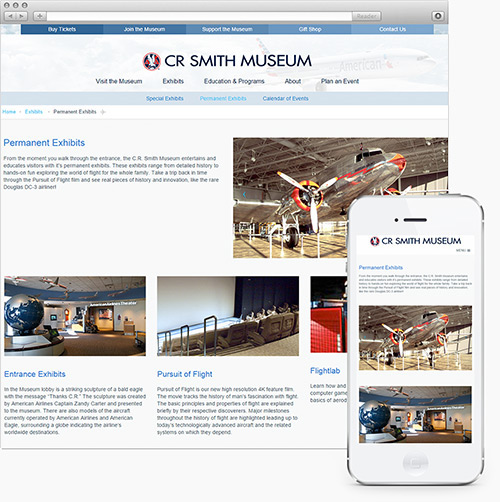 Reader
Buy Tickets Join the Museum Support the Museum Gift Shop Contact Us
American
CR SMITH MUSEUM
Visit the Museum Exhibits Education & Programs About Plan an Event
Special Exhibits Permanent Exhibits Calendar of Events
Home Exhibits Permanent Exhibits
Permanent Exhibits
From the moment you walk through the entrance, the C.R. Smith Museum entertains and
educates visitors with it's permanent exhibits. These exhibits range from detailed history to
hands-on fun exploring the world of flight for the whole family. Take a trip back in time
through the Pursuit of Flight film and see real pieces of history and innovation, like the rare
Douglas DC-3 airliner!
AmericanAirlinesTheater
Entrance Exhibits
In the Museum lobby is a striking sculpture of a bald eagle
with the message "Thanks C.R." The sculpture was created
by American Airlines Captain Zandy Carter and presented
to the museum. There are also models of the aircraft
currently operated by American Airlines and American
Eagle, surrounding a globe indicating the airline's
worldwide destinations.
Pursuit of Flight
Pursuit of Flight is our new high resolution 4K feature film.
The movie tracks the history of man's fascination with flight.
The basic principles and properties of flight are explained
briefly by their respective discoverers. Major milestones
throughout the history of flight are highlighted leading up to
today's technologically advanced aircraft and the related
systems on which they depend.
Flightlab
Learn how and
computer game
basics of aero
CR SMITH MUSEUM
MENU
Permanent Exhibits
From the moment you walk through the entrance, the C.R. Smith Museum entertains
and educates visitors with it's permanent exhibits. These exhibits range from
detailed history to hands-on fun exploring the world of flight for the whole family. Take a trip
back in time through the Pursuit of Flight film and see real pieces of history and innovation,
like the rare Douglas DC-3 airliner!